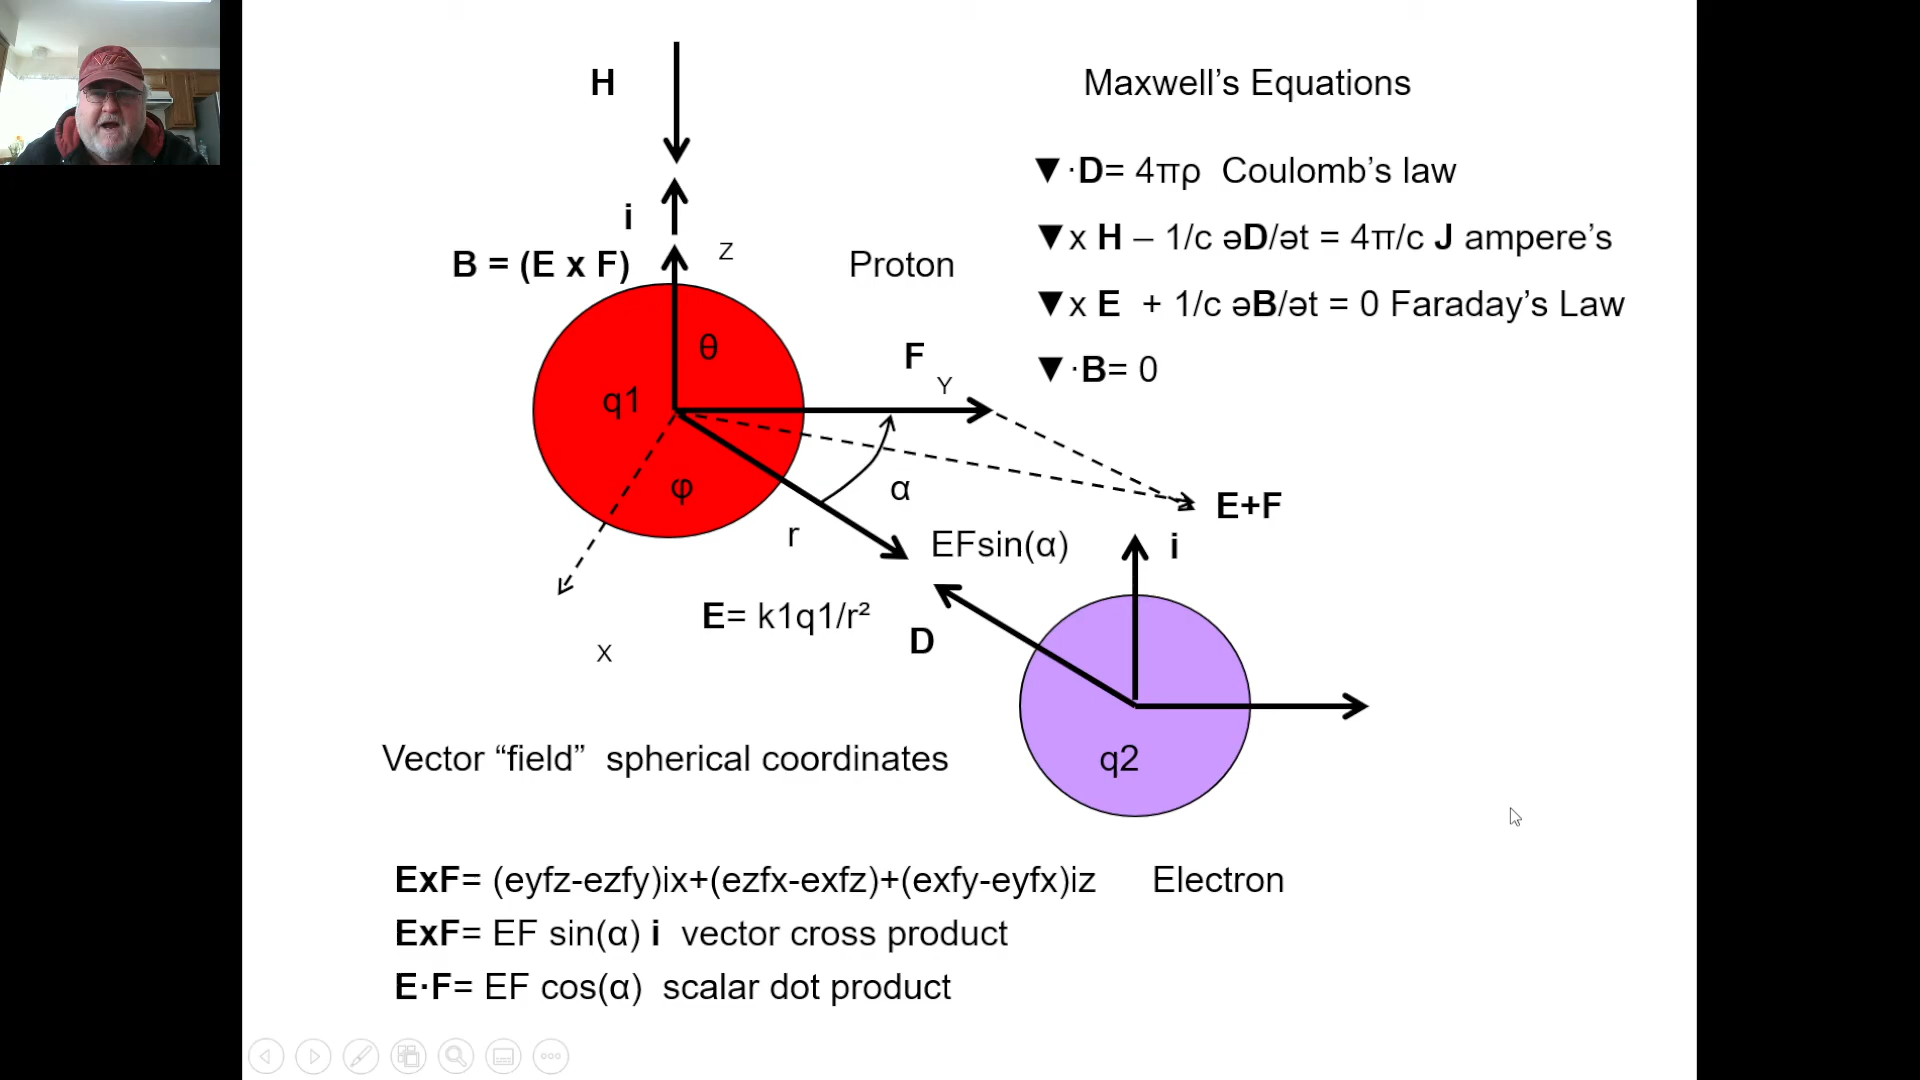 H
Maxwell’s Equations
▼·D= 4πρ Coulomb’s law
i
▼x H – 1/c əD/ət = 4π/c J ampere’s
B = (E x F)
Z
Proton
▼x E + 1/c əB/ət = 0 Faraday’s Law
θ
F
Y
▼·B= 0
q1
φ
α
E+F
r
EFsin(α)
i
E= k1q1/r²
D
X
Vector “field” spherical coordinates
q2
ExF= (eyfz-ezfy)ix+(ezfx-exfz)+(exfy-eyfx)iz
Electron
ExF= EF sin(α) i vector cross product
E·F= EF cos(α) scalar dot product